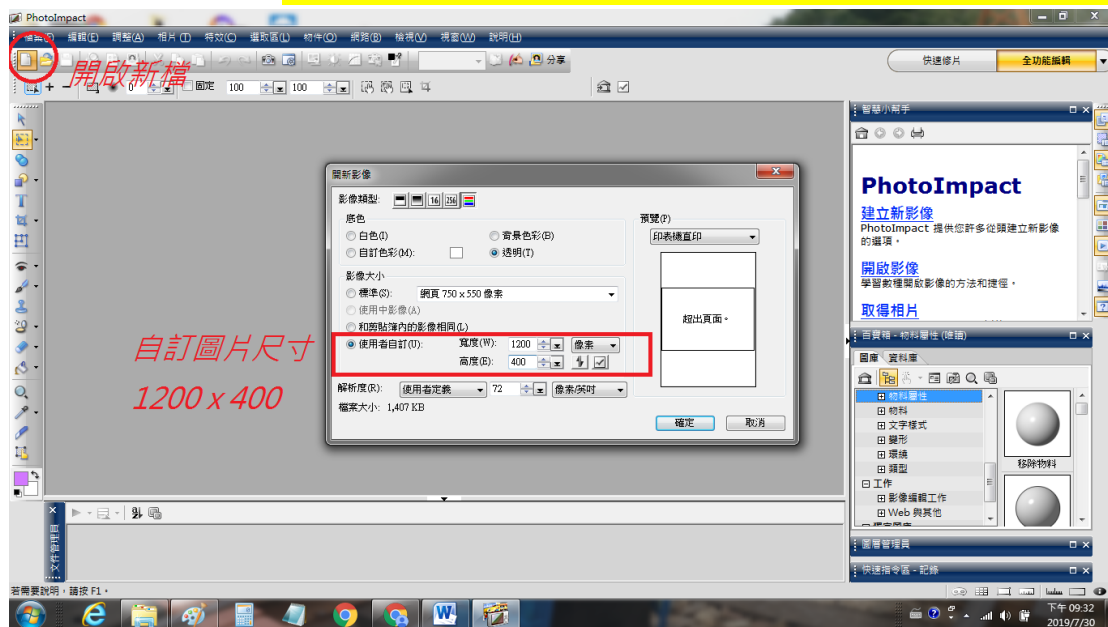 PhotoImpact
檔案(F) 編輯(E) 調整(A) 相片(T) 特效(C) 選取區(L) 物件(O) 網路(B) 檢視(V) 視窗(W) 說明(H)
分享
快速修片 全功能編輯
開啟新檔
0 固定 100 100
智慧小幫手
PhotoImpact
建立新影像
PhotoImpact 提供您許多從頭建立新影像
的選項。
開啟影像
學習數種開啟影像的方法和捷徑。
取得相片
開新影像
影像類型: 16 256
底色
白色(I) 背景色彩(B)
自訂色彩(M): 透明(T)
影像大小
標準(S): 網頁 750 x 550 像素
使用中影像(A)
和剪貼簿內的影像相同(L)
使用者自訂(U): 寬度(W): 1200 像素
高度(E): 400
解析度(R): 使用者定義 72 像素/英吋
檔案大小: 1,407 KB
預覽(P)
印表機直印
超出頁面。
確定 取消
自訂圖片尺寸
1200 x 400
百寶箱 - 物料屬性 (唯讀)
圖庫 資料庫
物料屬性
物料
文字樣式
變形
環繞
類型
工作
影像編輯工作
Web 與其他
移除物料
圖層管理員
快速指令區 - 記錄
文件管理員
若需要說明,請按 F1。
下午 09:32
2019/7/30